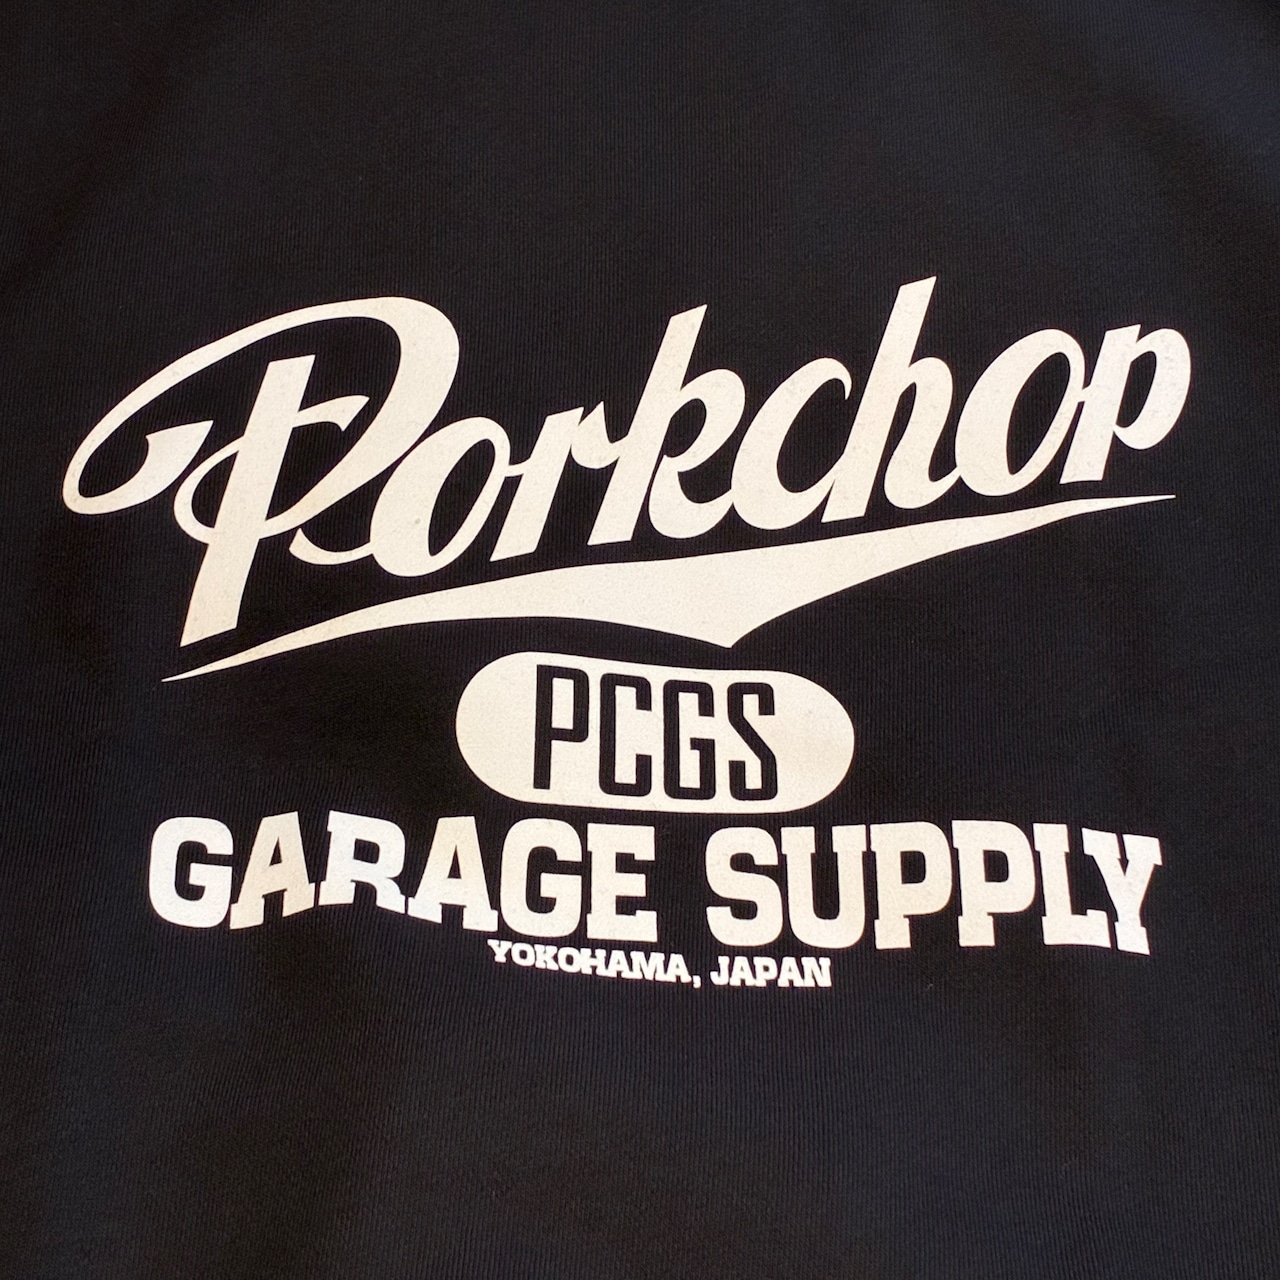 Porkchop
PCGS
GARAGE SUPPLY
YOKOHAMA, JAPAN